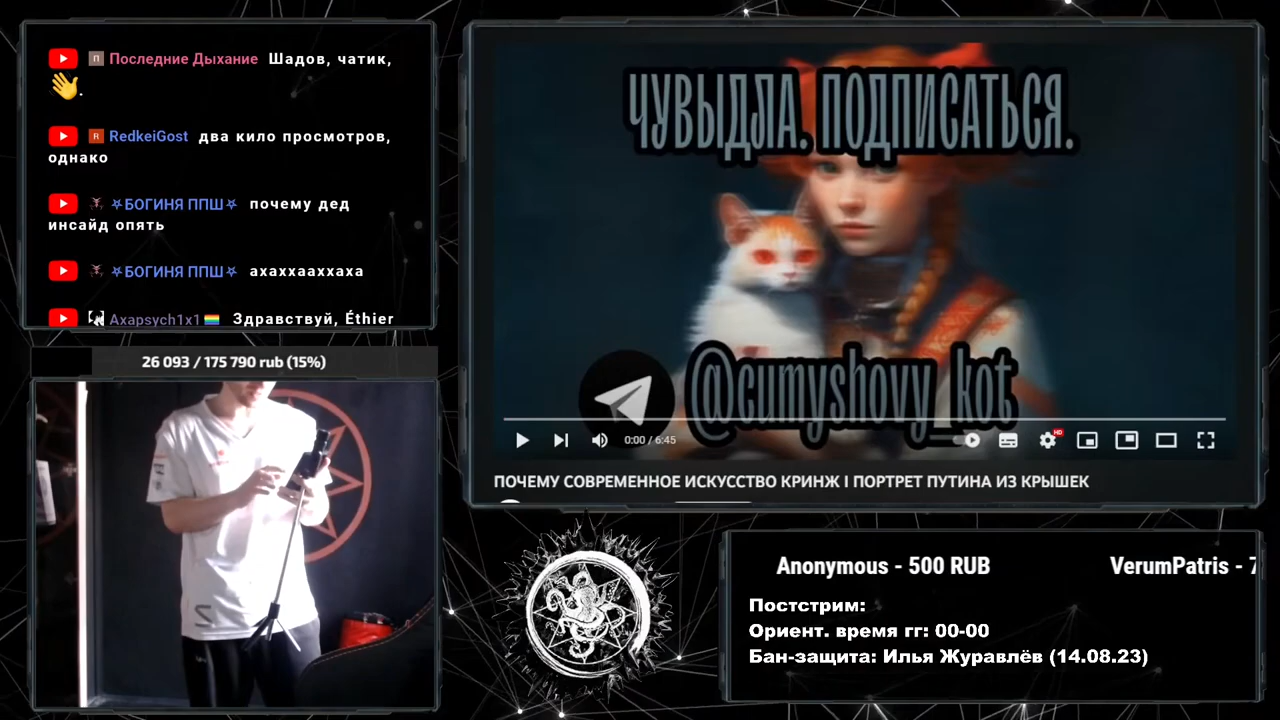 Последние Дыхание Шадов, чатик,
👋.
RedkeiGost два кило просмотров,
однако
⛧БОГИНЯ ППШ⛧ почему дед
инсайд опять
⛧БОГИНЯ ППШ⛧ ахаххааххаха
Axapsych1x1🏳️‍🌈 Здравствуй, Éthier
26 093 / 175 790 rub (15%)
ЧУВЫДЛА. ПОДПИСАТЬСЯ.
@cumyshovy_kot
0:00 / 6:45
HD
ПОЧЕМУ СОВРЕМЕННОЕ ИСКУССТВО КРИНЖ I ПОРТРЕТ ПУТИНА ИЗ КРЫШЕК
Anonymous - 500 RUB VerumPatris - 7
Постстрим:
Ориент. время гг: 00-00
Бан-защита: Илья Журавлёв (14.08.23)